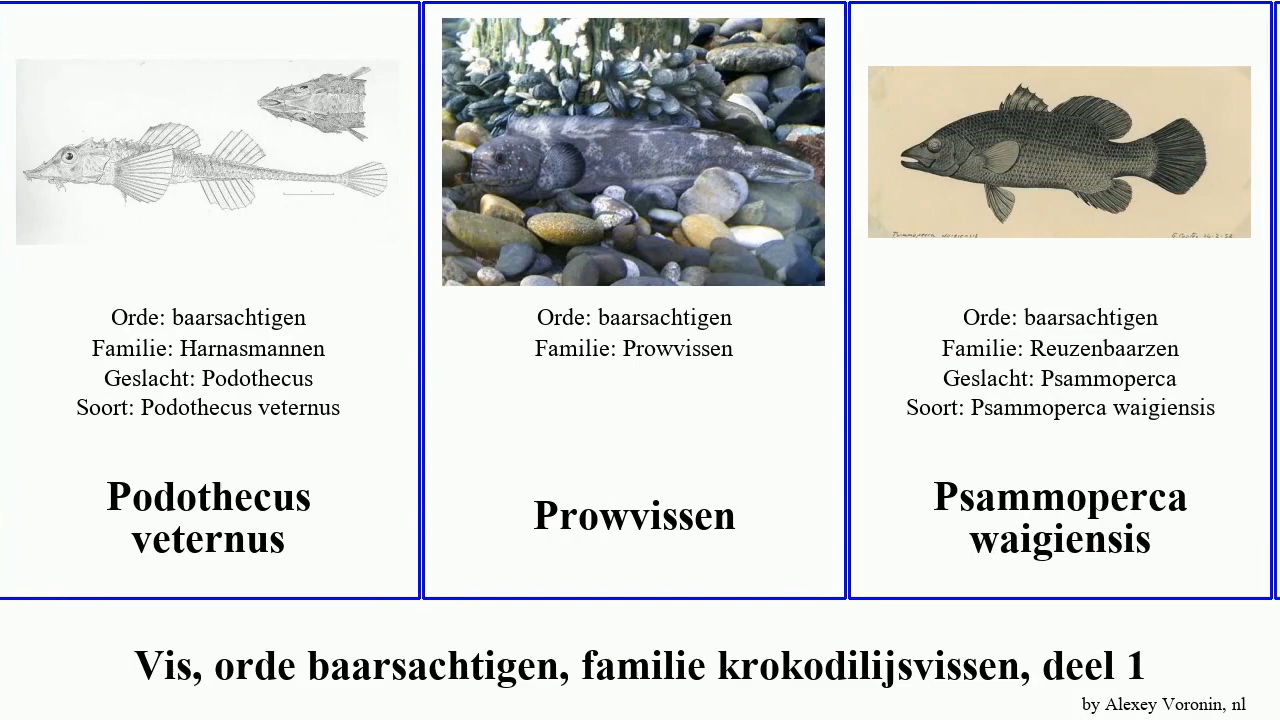 Orde: baarsachtigen
Familie: Harnasmannen
Geslacht: Podothecus
Soort: Podothecus veternus
Podothecus
veternus
Orde: baarsachtigen
Familie: Prowvissen
Prowvissen
Orde: baarsachtigen
Familie: Reuzenbaarzen
Geslacht: Psammoperca
Soort: Psammoperca waigiensis
Psammoperca
waigiensis
Vis, orde baarsachtigen, familie krokodilijsvissen, deel 1
by Alexey Voronin, nl